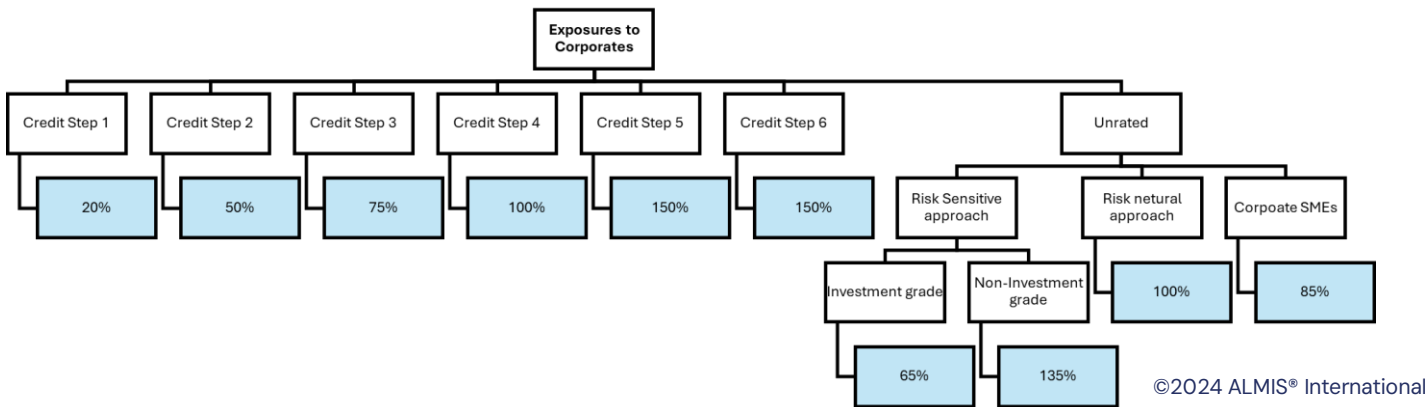 Exposures to
Corporates
Credit Step 1
Credit Step 2
Credit Step 3
Credit Step 4
Credit Step 5
Credit Step 6
Unrated
20%
50%
75%
100%
150%
150%
Risk Sensitive
approach
Risk netural
approach
Corpoate SMEs
Investment grade
Non-Investment
grade
100%
85%
65%
135%
©2024 ALMIS® International